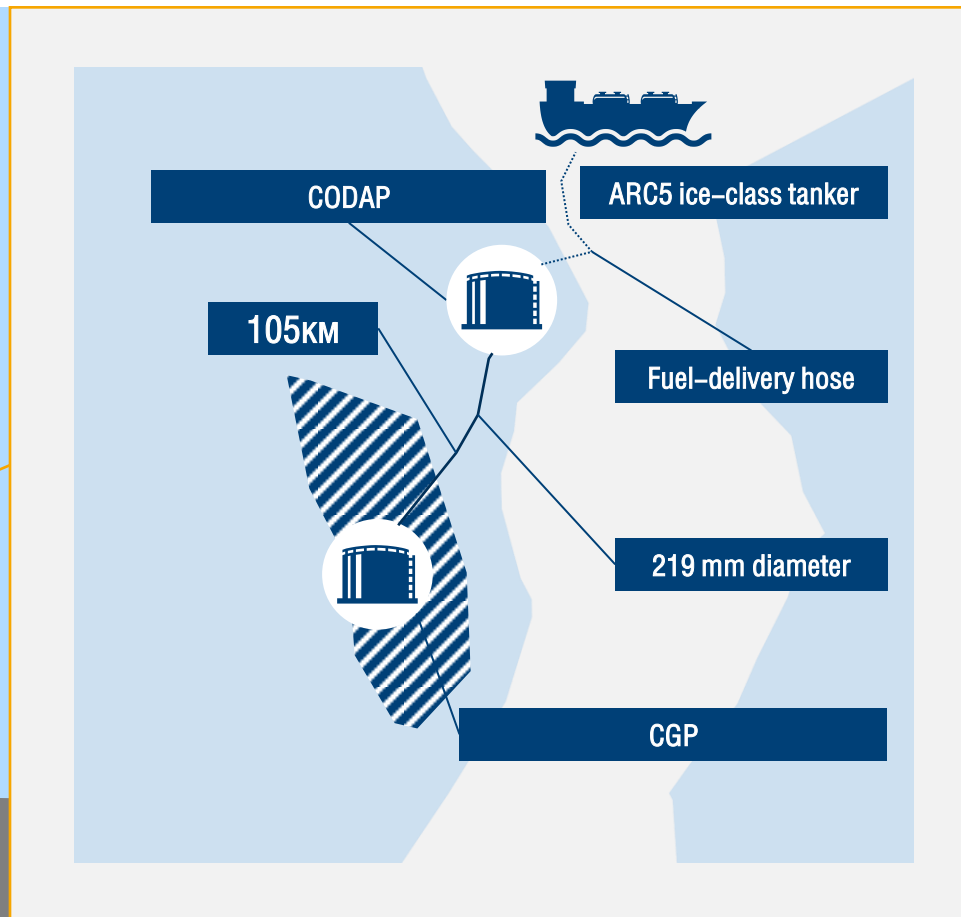 CODAP
ARC5 ice–class tanker
105км
Fuel–delivery hose
219 mm diameter
CGP